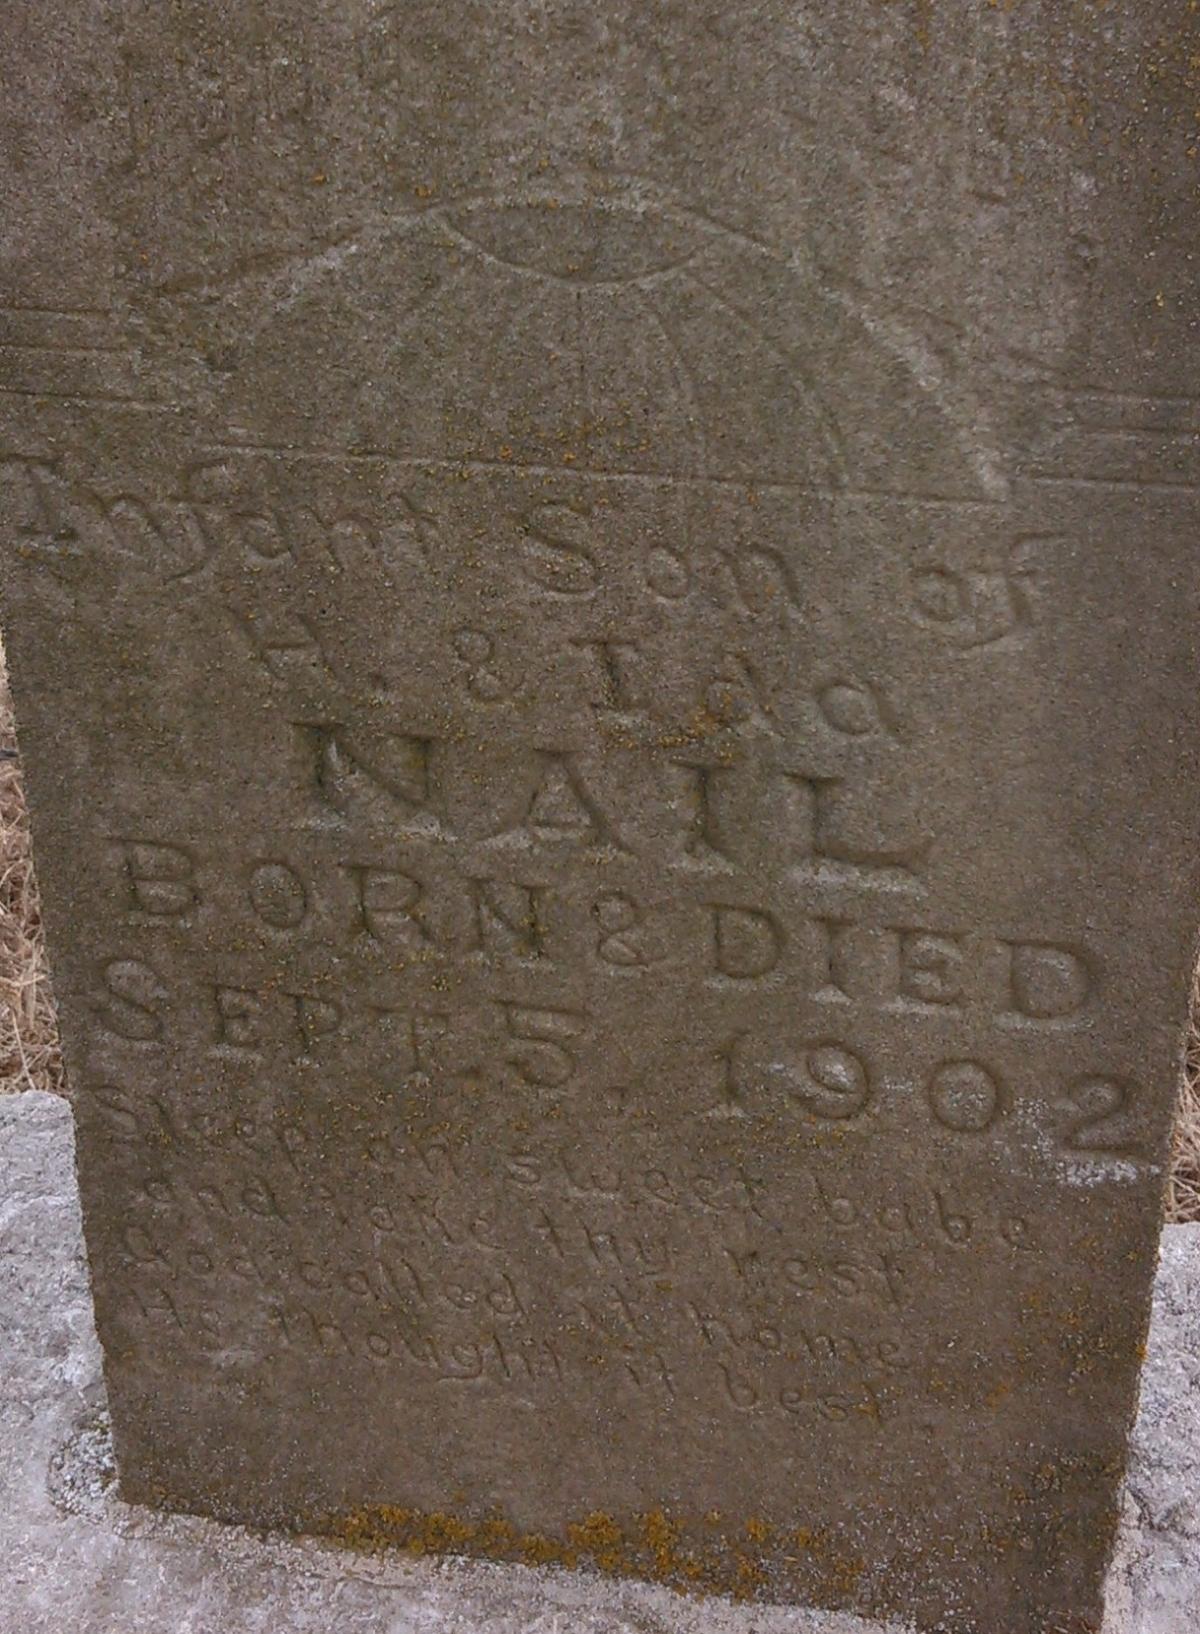 Infant Son of
H. & Ida
NAIL
BORN & DIED
SEPT. 5. 1902
Sleep on sweet babe
and take thy rest
God called it home
He thought it best